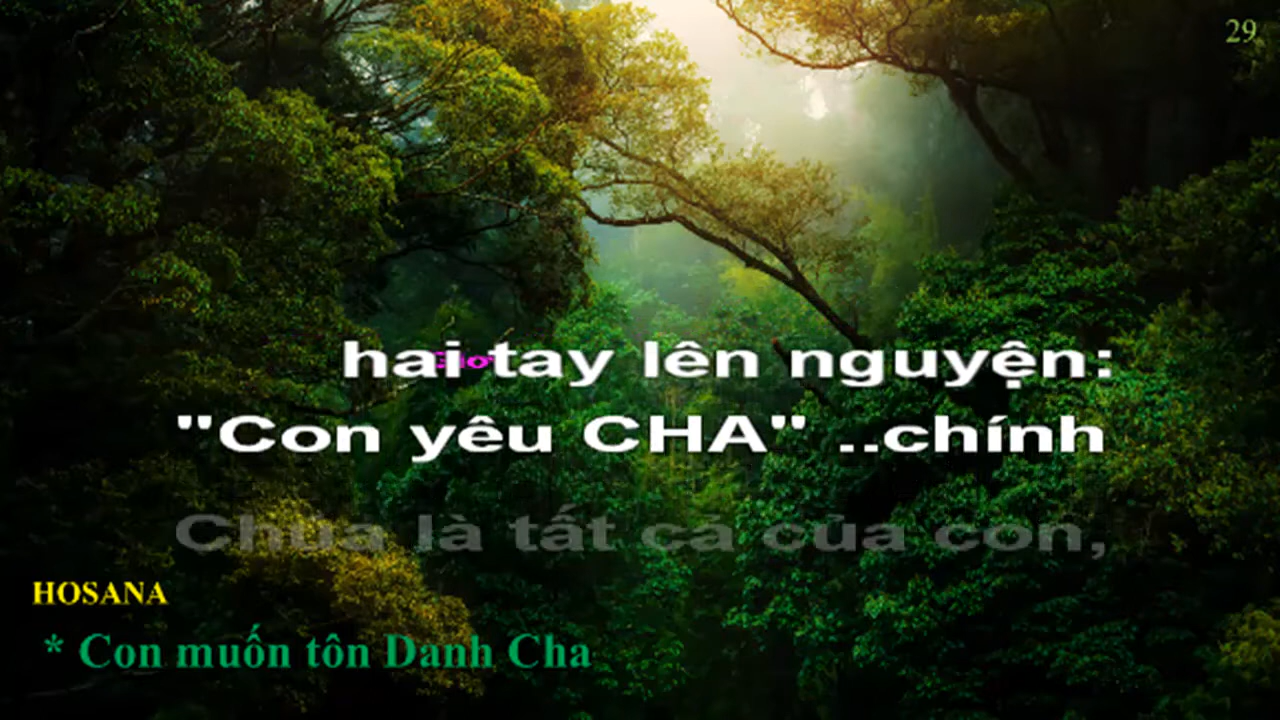 29
Giơ
hai tay lên nguyện:
"Con yêu CHA" ..chính
Chúa là tất cả của con,
HOSANA
* Con muốn tôn Danh Cha